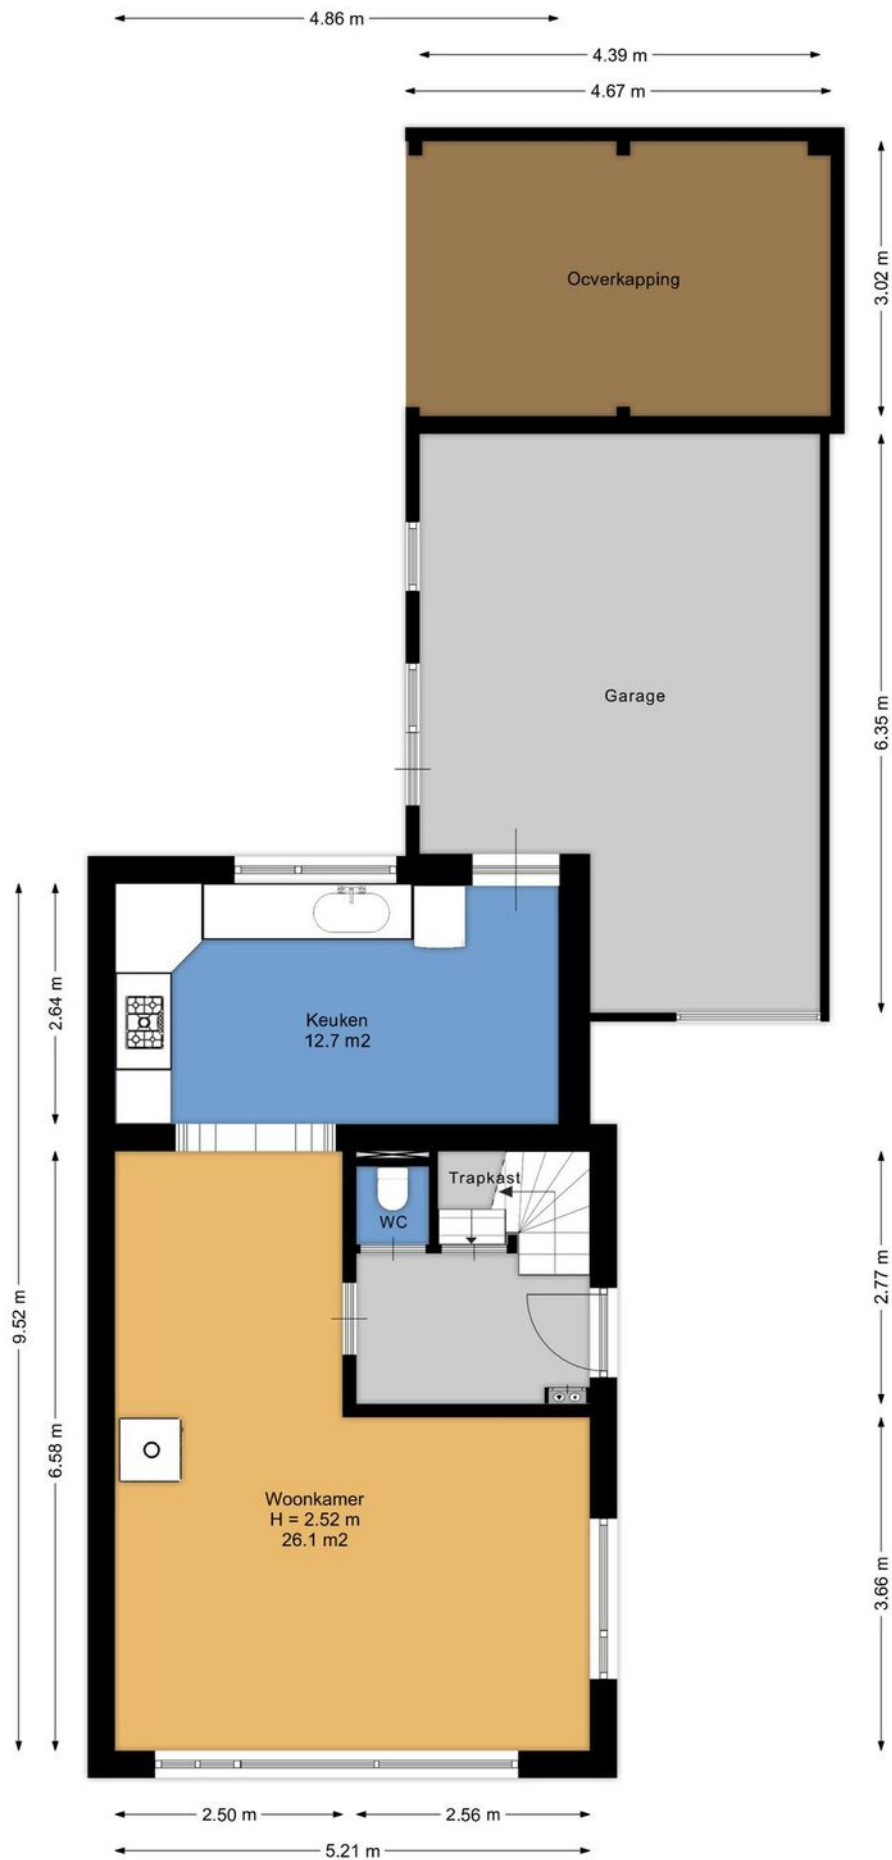 4.86 m
4.39 m
4.67 m
Ocverkapping
3.02 m
Garage
6.35 m
Keuken
12.7 m2
2.64 m
Trapkast
WC
9.52 m
2.77 m
6.58 m
Woonkamer
H = 2.52 m
26.1 m2
3.66 m
2.50 m
2.56 m
5.21 m